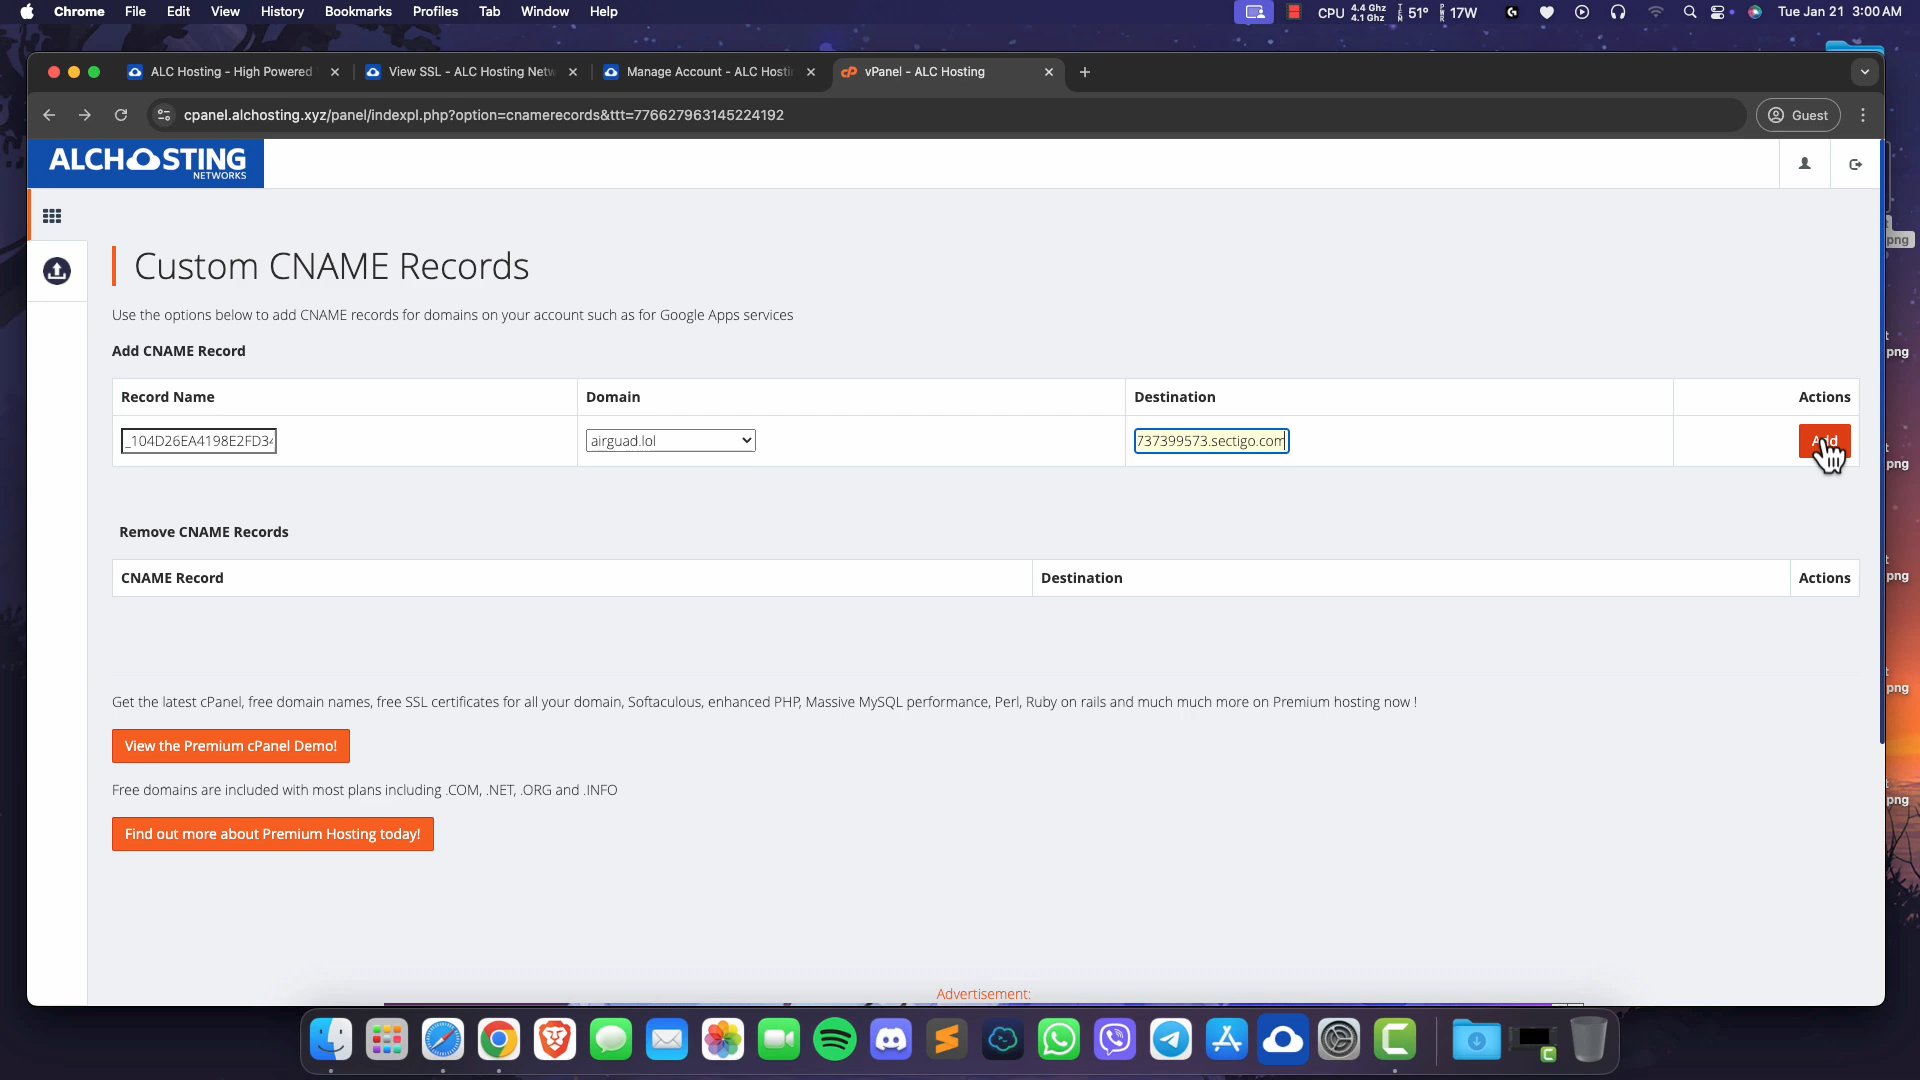 Chrome File Edit View History Bookmarks Profiles Tab Window Help
CPU 4.4 Ghz 4.1 Ghz 51° 17W Tue Jan 21 3:00 AM
ALC Hosting - High Powered
View SSL - ALC Hosting Netw
Manage Account - ALC Hostin
vPanel - ALC Hosting
cpanel.alchosting.xyz/panel/indexpl.php?option=cnamerecords&ttt=776627963145224192
Guest
ALCHOSTING
NETWORKS
png
Custom CNAME Records
Use the options below to add CNAME records for domains on your account such as for Google Apps services
Add CNAME Record
png
Record Name Domain Destination Actions
_104D26EA4198E2FD34 airguad.lol 737399573.sectigo.com Add
png
Remove CNAME Records
CNAME Record Destination Actions
png
png
Get the latest cPanel, free domain names, free SSL certificates for all your domain, Softaculous, enhanced PHP, Massive MySQL performance, Perl, Ruby on rails and much much more on Premium hosting now !
View the Premium cPanel Demo!
Free domains are included with most plans including .COM, .NET, .ORG and .INFO
png
Find out more about Premium Hosting today!
Advertisement: